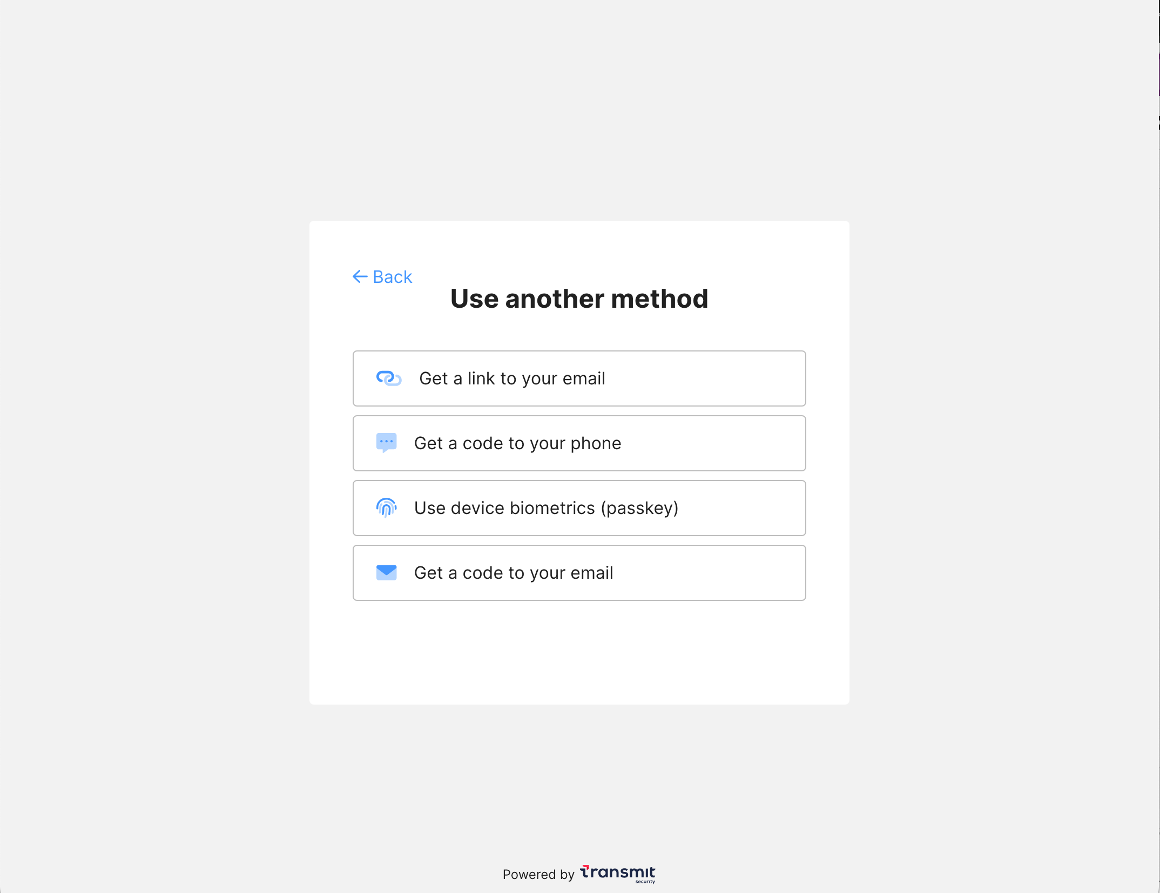 Back
Use another method
Get a link to your email
Get a code to your phone
Use device biometrics (passkey)
Get a code to your email
Powered by transmit
security